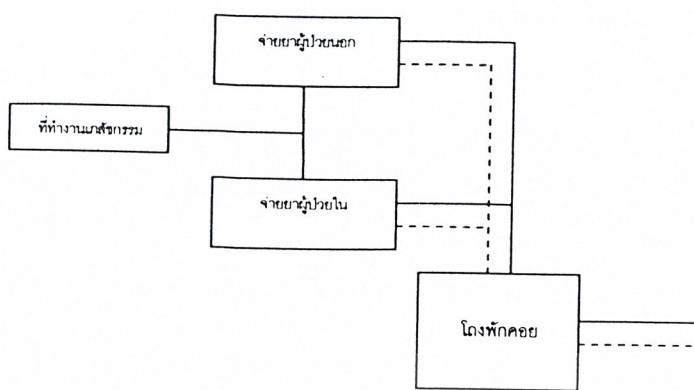 จ่ายยาผู้ป่วยนอก
ที่ทำงานเภสัชกรรม
จ่ายยาผู้ป่วยใน
โถงพักคอย